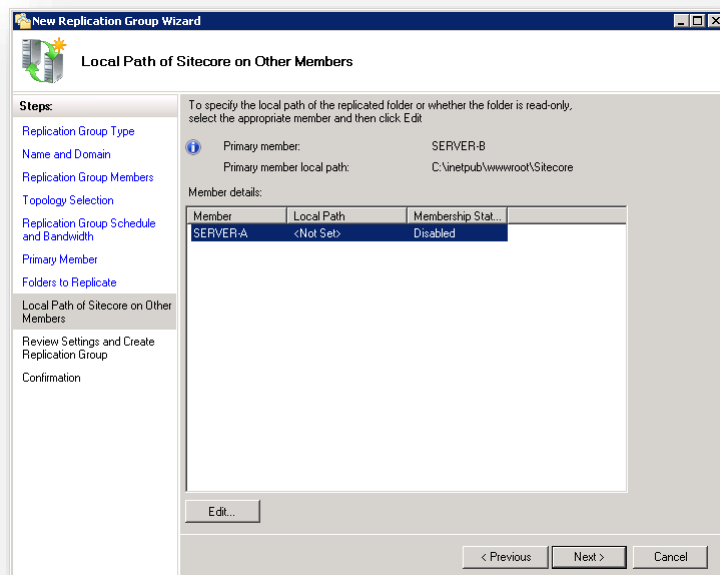 New Replication Group Wizard
Local Path of Sitecore on Other Members
Steps:
Replication Group Type
Name and Domain
Replication Group Members
Topology Selection
Replication Group Schedule
and Bandwidth
Primary Member
Folders to Replicate
Local Path of Sitecore on Other
Members
Review Settings and Create
Replication Group
Confirmation
To specify the local path of the replicated folder or whether the folder is read-only,
select the appropriate member and then click Edit
Primary member: SERVER-B
Primary member local path: C:\inetpub\wwwroot\Sitecore
Member details:
Member Local Path Membership Stat...
SERVER-A <Not Set> Disabled
Edit...
< Previous Next > Cancel